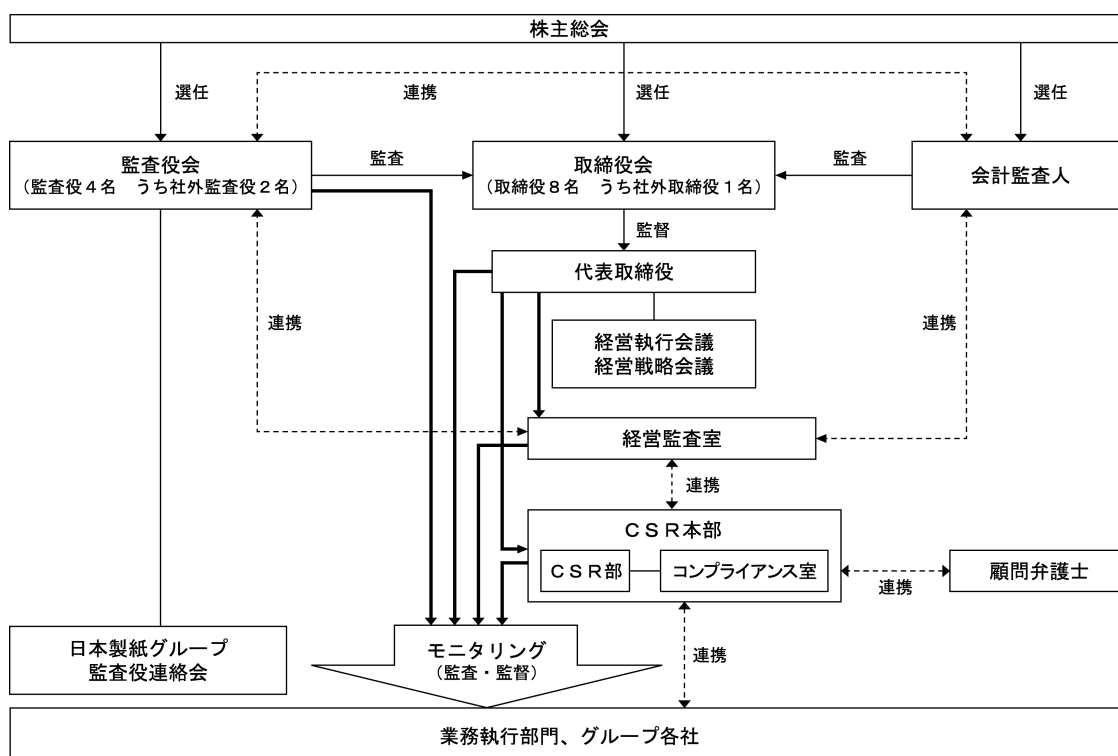 株主総会
選任
連携
選任
選任
監査役会
(監査役4名　うち社外監査役2名)
監査
取締役会
(取締役8名　うち社外取締役1名)
監査
会計監査人
監督
代表取締役
連携
経営執行会議
経営戦略会議
連携
経営監査室
連携
CSR本部
CSR部
コンプライアンス室
連携
顧問弁護士
日本製紙グループ
監査役連絡会
モニタリング
(監査・監督)
連携
業務執行部門、グループ各社